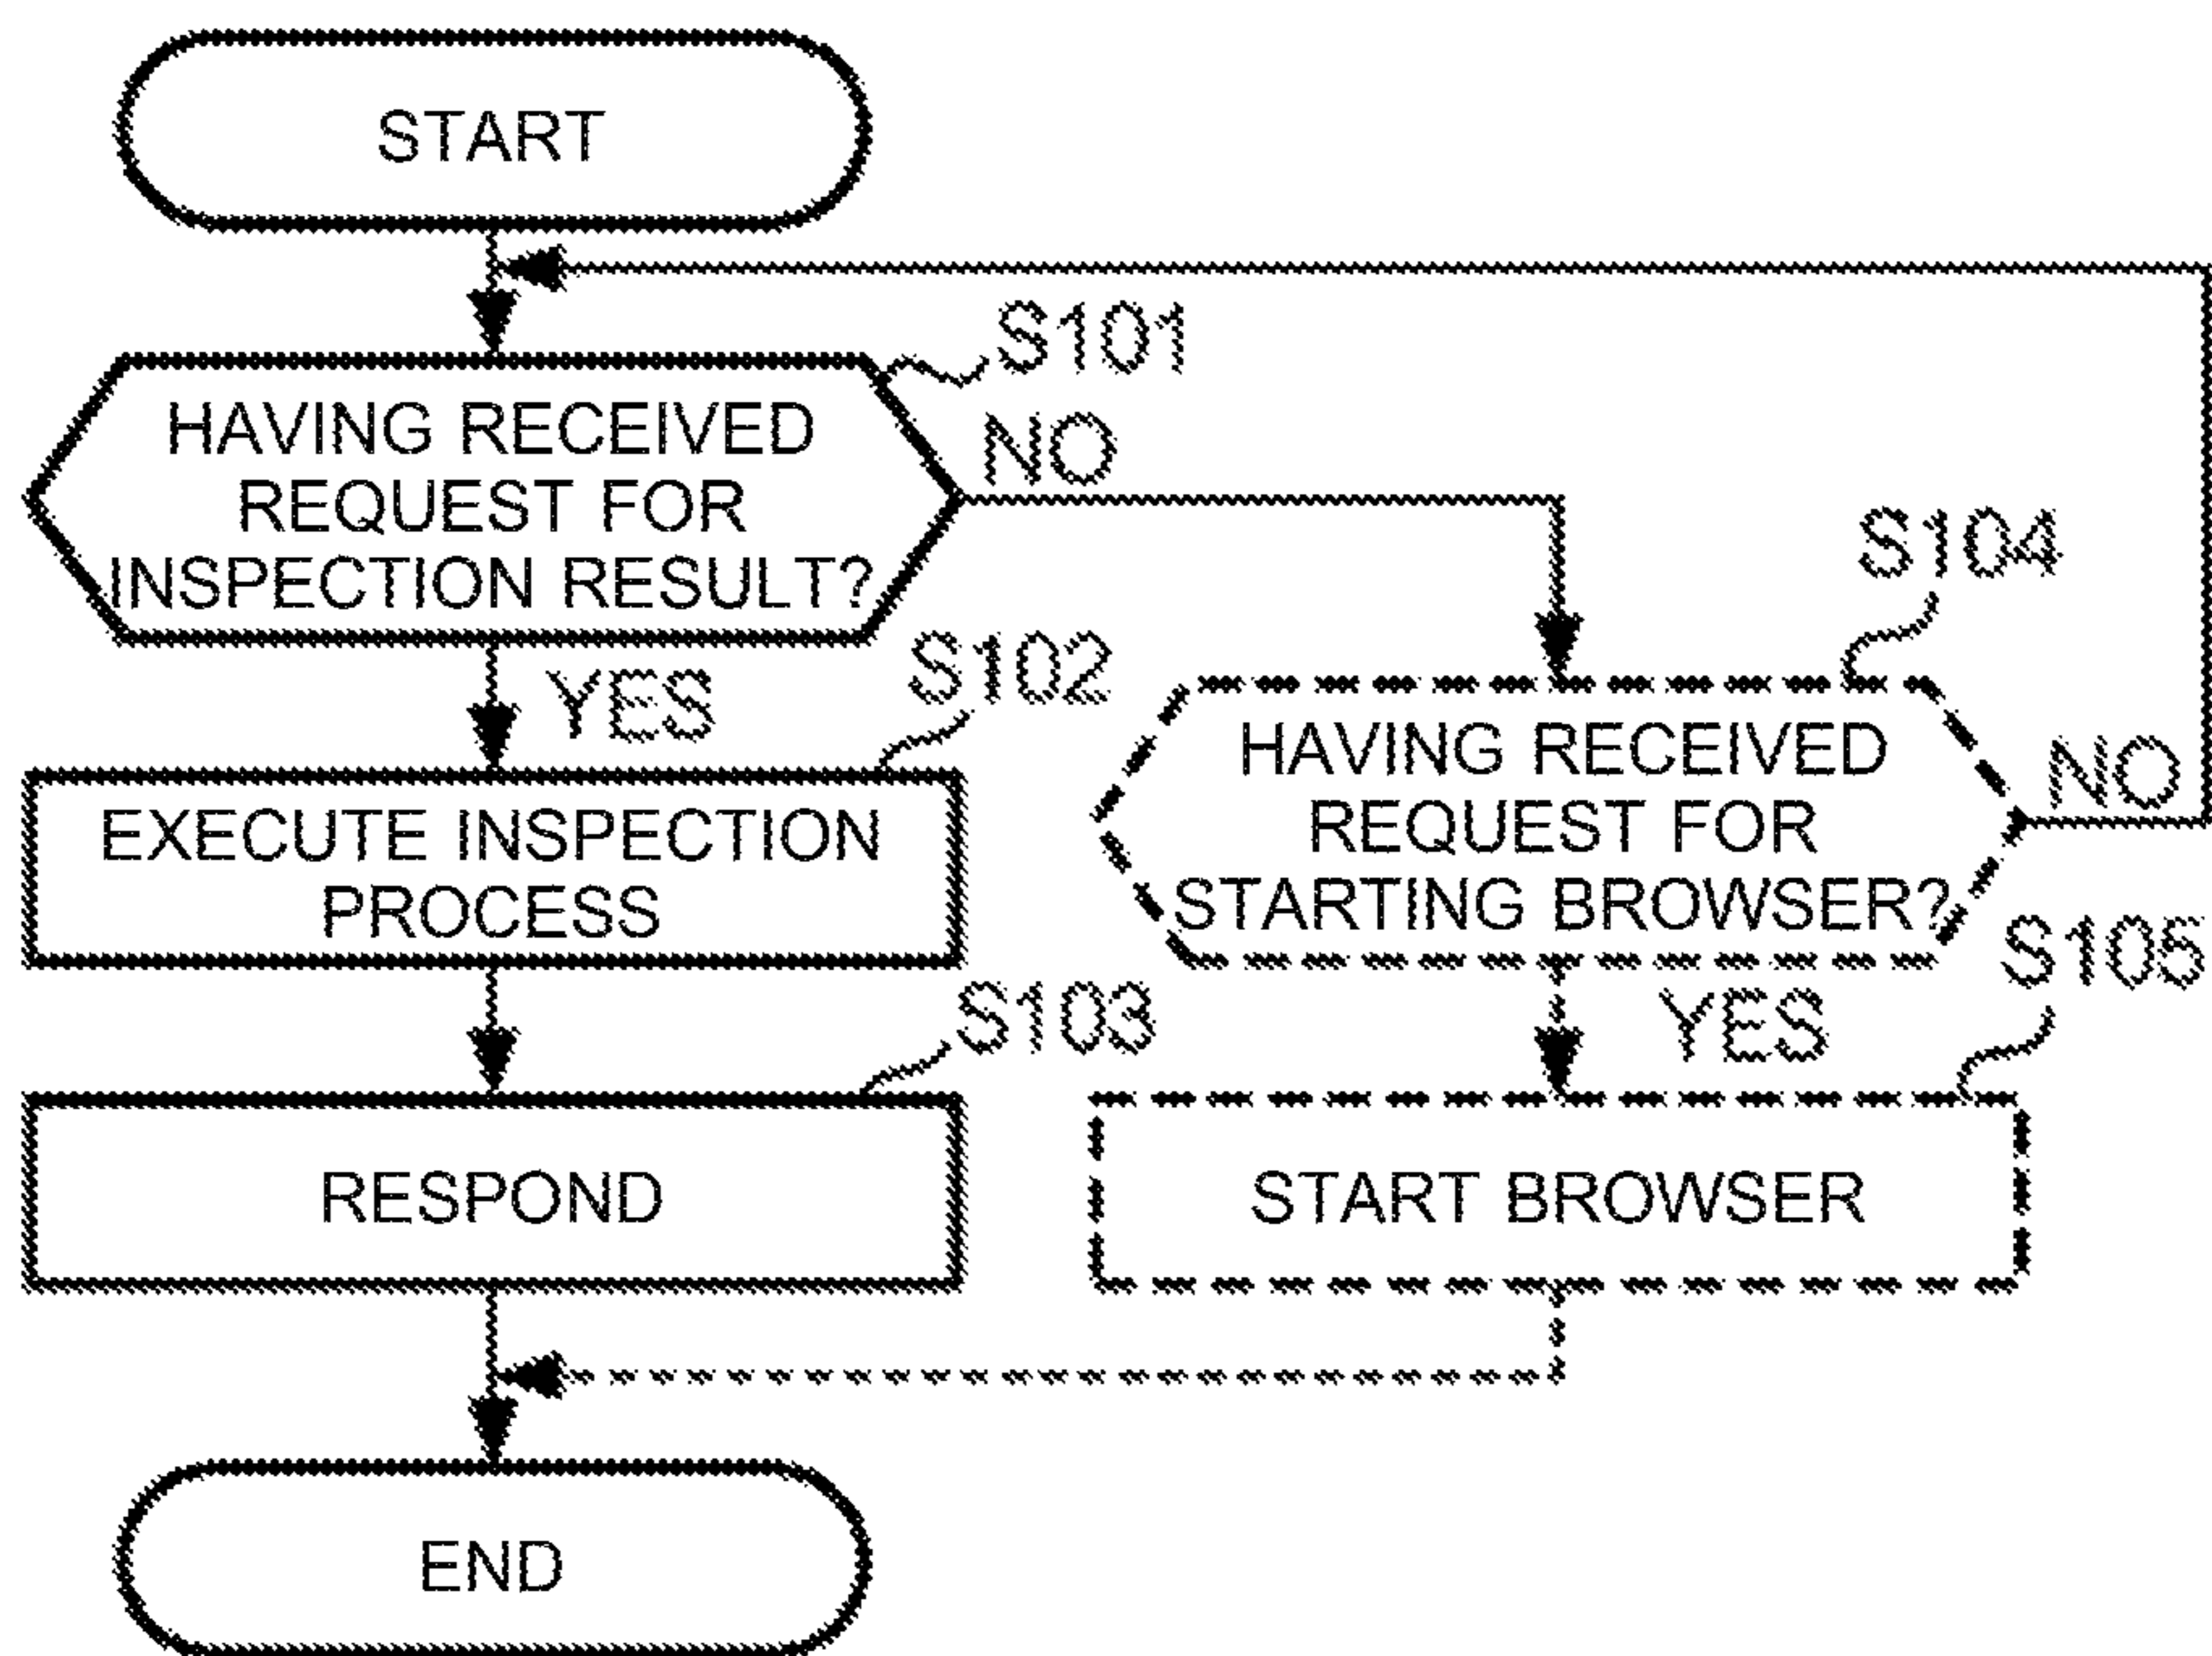 START
S101
HAVING RECEIVED
REQUEST FOR
INSPECTION RESULT?
NO
YES
S102
EXECUTE INSPECTION
PROCESS
S103
RESPOND
S104
HAVING RECEIVED
REQUEST FOR
STARTING BROWSER?
NO
YES
S105
START BROWSER
END